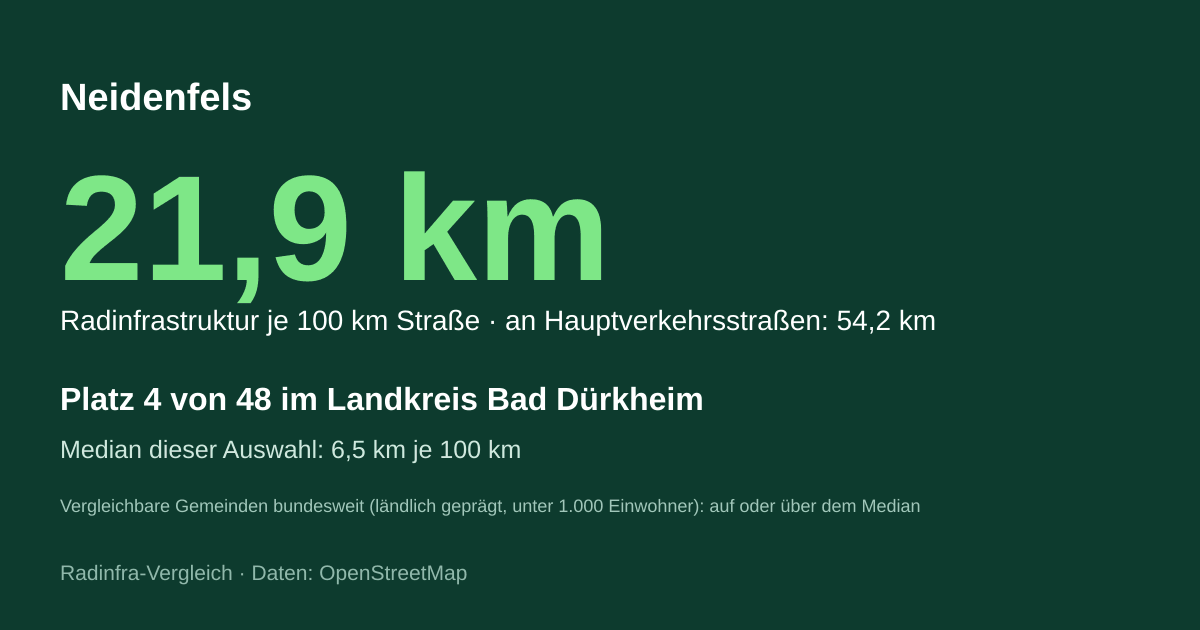 Neidenfels
21,9 km
Radinfrastruktur je 100 km Straße · an Hauptverkehrsstraßen: 54,2 km
Platz 4 von 48 im Landkreis Bad Dürkheim
Median dieser Auswahl: 6,5 km je 100 km
Vergleichbare Gemeinden bundesweit (ländlich geprägt, unter 1.000 Einwohner): auf oder über dem Median
Radinfra-Vergleich · Daten: OpenStreetMap